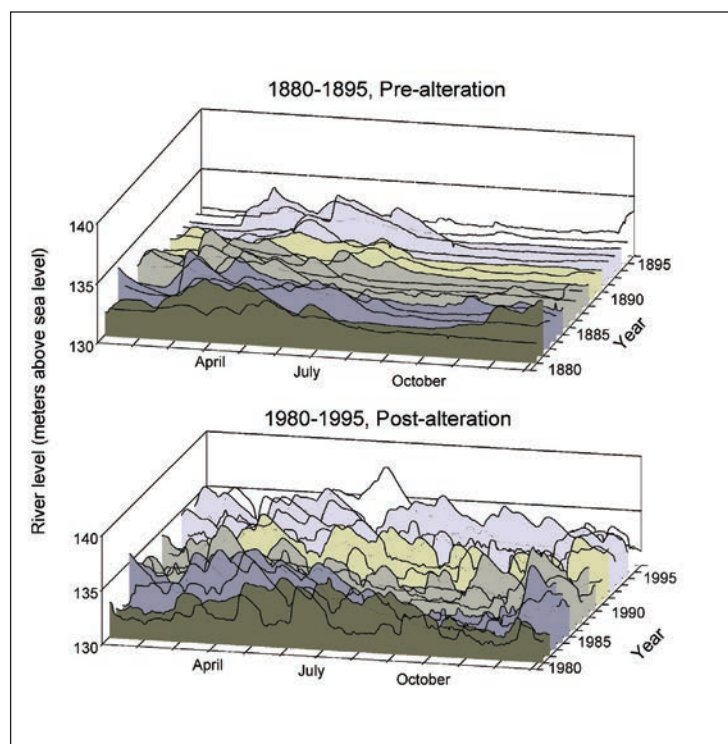 1880-1895, Pre-alteration
140
135
130
April
July
October
1895
1890
1885
1880
Year
River level (meters above sea level)
1980-1995, Post-alteration
140
135
130
April
July
October
1995
1990
1985
1980
Year